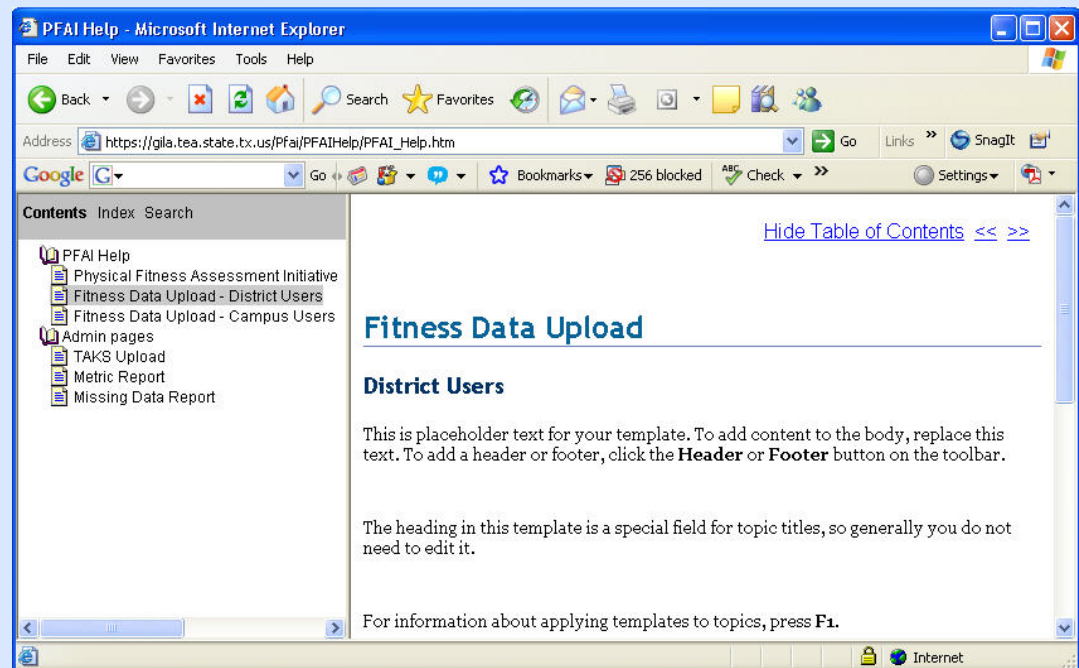 PFAI Help - Microsoft Internet Explorer
File Edit View Favorites Tools Help
Back Search Favorites
Address https://gila.tea.state.tx.us/Pfai/PFAIHelp/PFAI_Help.htm Go Links » SnagIt
Google G Go Bookmarks 256 blocked ABC Check » Settings
Contents Index Search
Hide Table of Contents << >>
PFAI Help
Physical Fitness Assessment Initiative
Fitness Data Upload - District Users
Fitness Data Upload - Campus Users
Admin pages
TAKS Upload
Metric Report
Missing Data Report
Fitness Data Upload
District Users
This is placeholder text for your template. To add content to the body, replace this
text. To add a header or footer, click the Header or Footer button on the toolbar.
The heading in this template is a special field for topic titles, so generally you do not
need to edit it.
For information about applying templates to topics, press F1.
Internet